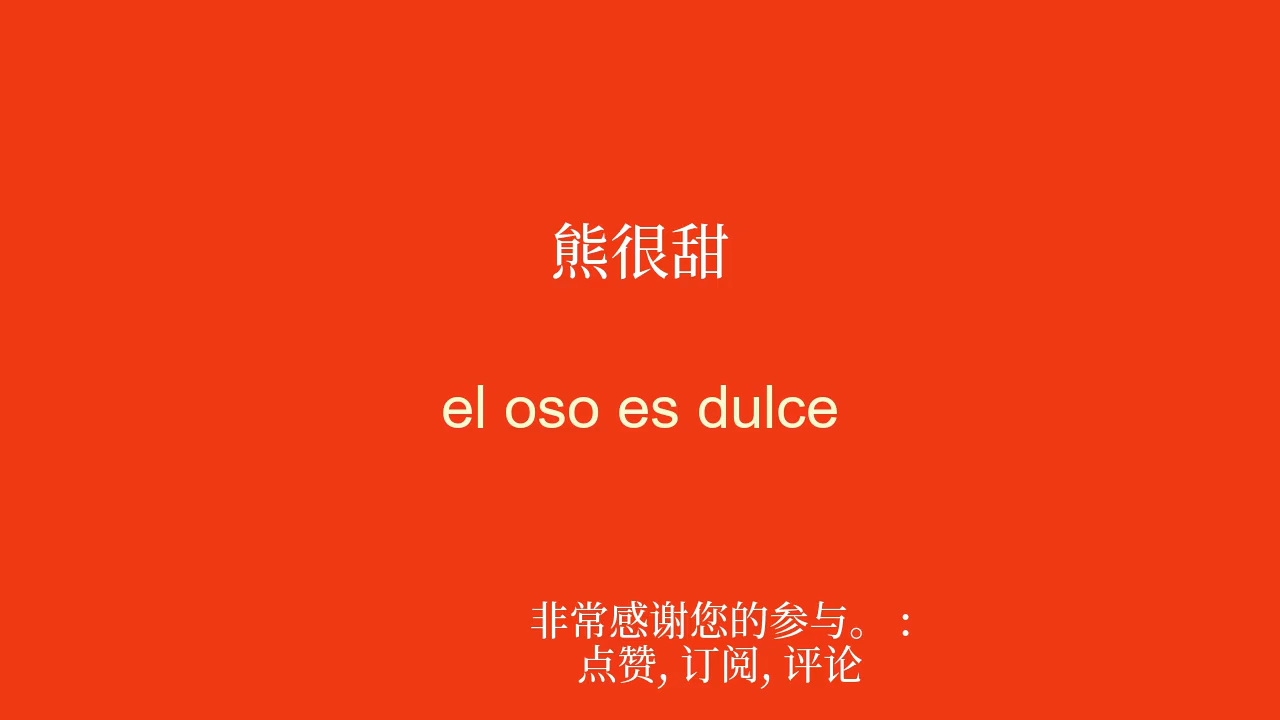 熊很甜
el oso es dulce
非常感谢您的参与。 :
点赞, 订阅, 评论